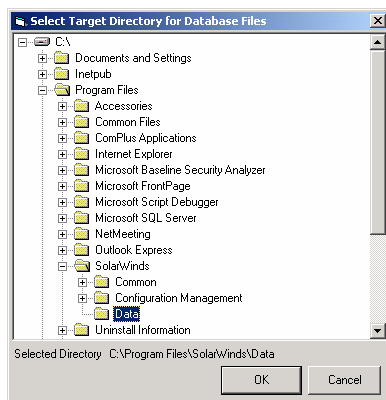 Select Target Directory for Database Files
C:\
Documents and Settings
Inetpub
Program Files
Accessories
Common Files
ComPlus Applications
Internet Explorer
Microsoft Baseline Security Analyzer
Microsoft FrontPage
Microsoft Script Debugger
Microsoft SQL Server
NetMeeting
Outlook Express
SolarWinds
Common
Configuration Management
Data
Uninstall Information
Selected Directory C:\Program Files\SolarWinds\Data
OK Cancel